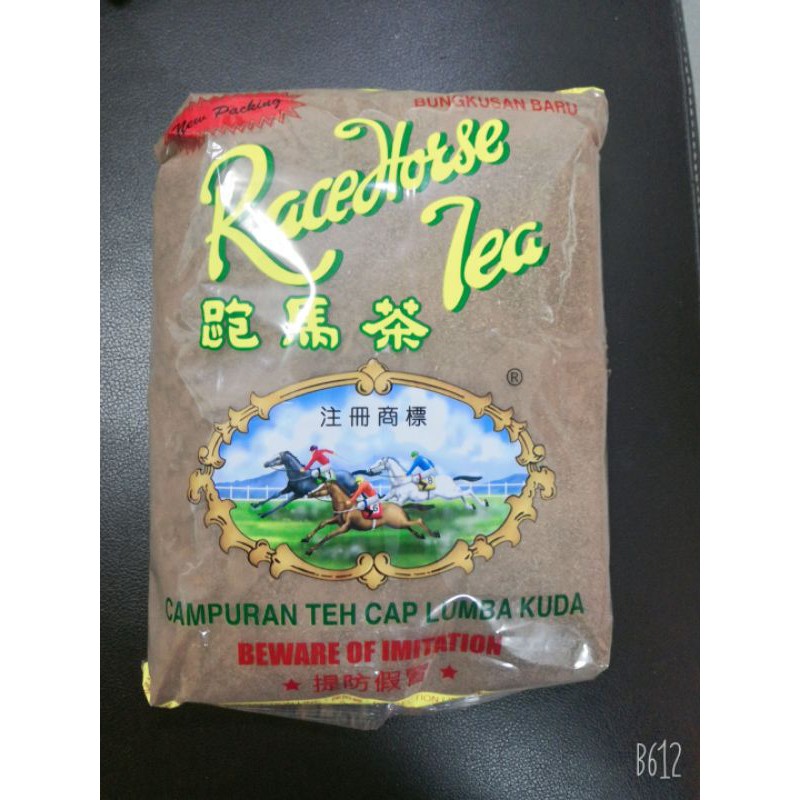 New Packing
BUNGKUSAN BARU
RaceHorse
Tea
跑馬茶
®
注冊商標
CAMPURAN TEH CAP LUMBA KUDA
BEWARE OF IMITATION
★ 提防假冒 ★
B612